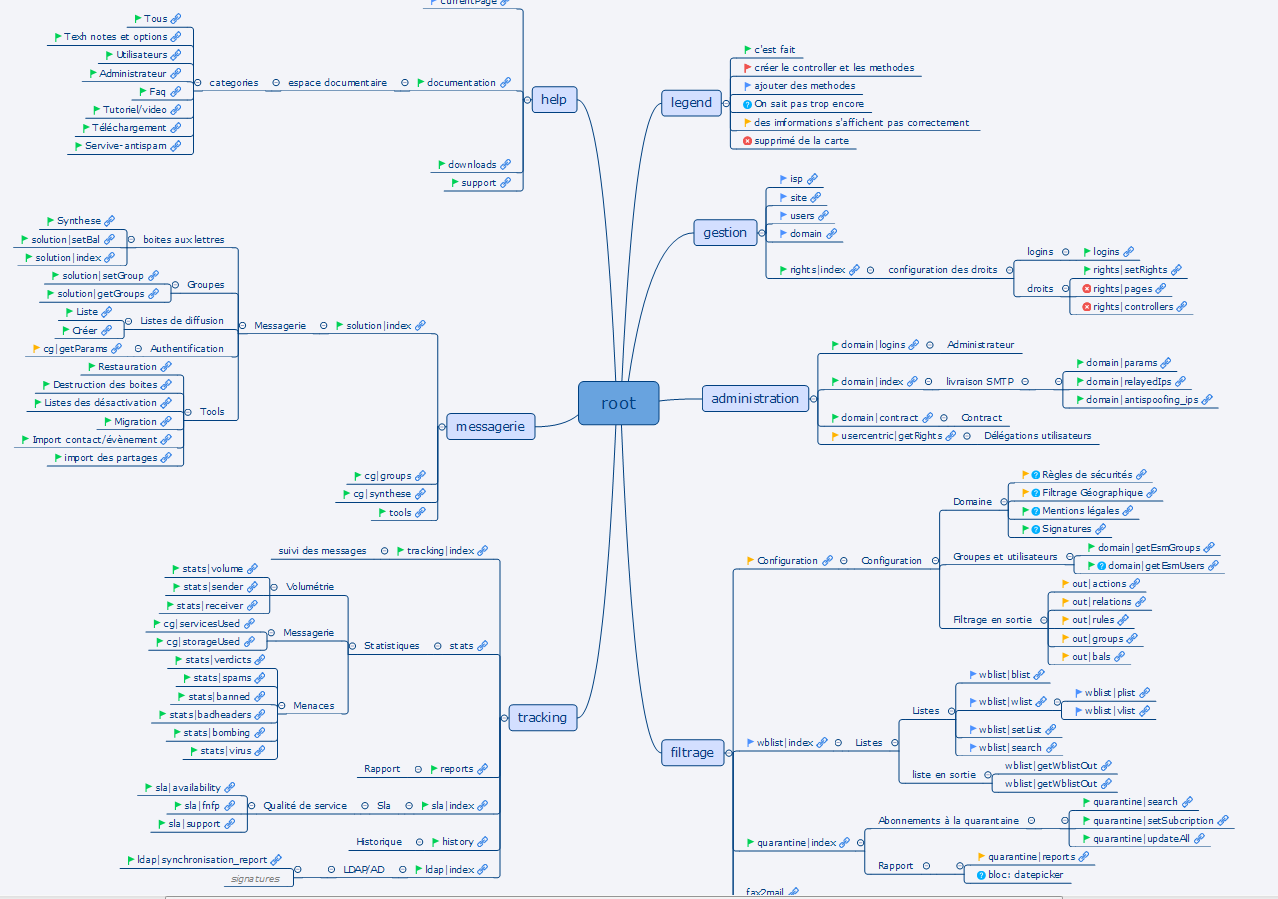 currentPage
Tous
Texh notes et options
Utilisateurs
Administrateur
Faq
Tutoriel/video
Téléchargement
Servive-antispam
categories
espace documentaire
documentation
help
downloads
support
legend
c'est fait
créer le controller et les methodes
ajouter des methodes
On sait pas trop encore
des imformations s'affichent pas correctement
supprimé de la carte
gestion
isp
site
users
domain
rights|index
configuration des droits
logins
logins
droits
rights|setRights
rights|pages
rights|controllers
root
messagerie
solution|index
Messagerie
boites aux lettres
Synthese
solution|setBal
solution|index
Groupes
solution|setGroup
solution|getGroups
Listes de diffusion
Liste
Créer
Authentification
cg|getParams
Tools
Restauration
Destruction des boites
Listes des désactivation
Migration
Import contact/évènement
import des partages
cg|groups
cg|synthese
tools
administration
domain|logins
Administrateur
domain|index
livraison SMTP
domain|params
domain|relayedIps
domain|antispoofing_ips
domain|contract
Contract
usercentric|getRights
Délégations utilisateurs
tracking
tracking|index
suivi des messages
stats
Statistiques
Volumétrie
stats|volume
stats|sender
stats|receiver
Messagerie
cg|servicesUsed
cg|storageUsed
Menaces
stats|verdicts
stats|spams
stats|banned
stats|badheaders
stats|bombing
stats|virus
reports
Rapport
sla|index
Sla
Qualité de service
sla|availability
sla|fnfp
sla|support
history
Historique
ldap|index
LDAP/AD
ldap|synchronisation_report
signatures
filtrage
Configuration
Configuration
Domaine
Règles de sécurités
Filtrage Géographique
Mentions légales
Signatures
Groupes et utilisateurs
domain|getEsmGroups
domain|getEsmUsers
Filtrage en sortie
out|actions
out|relations
out|rules
out|groups
out|bals
wblist|index
Listes
Listes
wblist|blist
wblist|wlist
wblist|plist
wblist|vlist
wblist|setList
wblist|search
liste en sortie
wblist|getWblistOut
wblist|getWblistOut
quarantine|index
Abonnements à la quarantaine
quarantine|search
quarantine|setSubcription
quarantine|updateAll
Rapport
quarantine|reports
bloc: datepicker
fax2mail